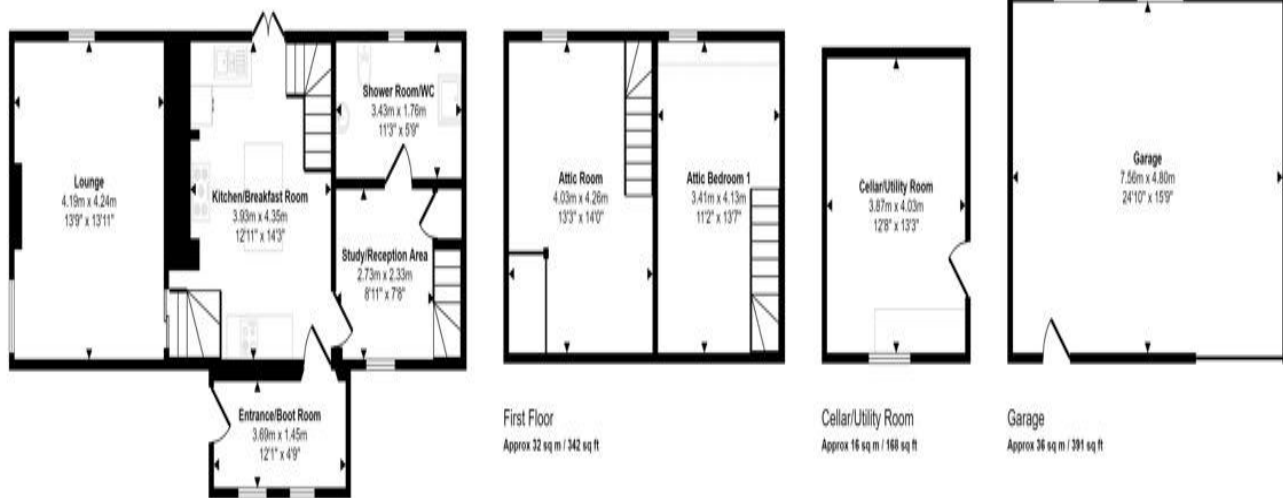 Lounge
4.19m x 4.24m
13'9" x 13'11"
Kitchen/Breakfast Room
3.93m x 4.35m
12'11" x 14'3"
Shower Room/WC
3.43m x 1.76m
11'3" x 5'9"
Study/Reception Area
2.73m x 2.33m
8'11" x 7'8"
Entrance/Boot Room
3.69m x 1.45m
12'1" x 4'9"
Attic Room
4.03m x 4.26m
13'3" x 14'0"
Attic Bedroom 1
3.41m x 4.13m
11'2" x 13'7"
First Floor
Approx 32 sq m / 342 sq ft
Cellar/Utility Room
3.87m x 4.03m
12'8" x 13'3"
Cellar/Utility Room
Approx 16 sq m / 168 sq ft
Garage
7.56m x 4.80m
24'10" x 15'9"
Garage
Approx 36 sq m / 391 sq ft